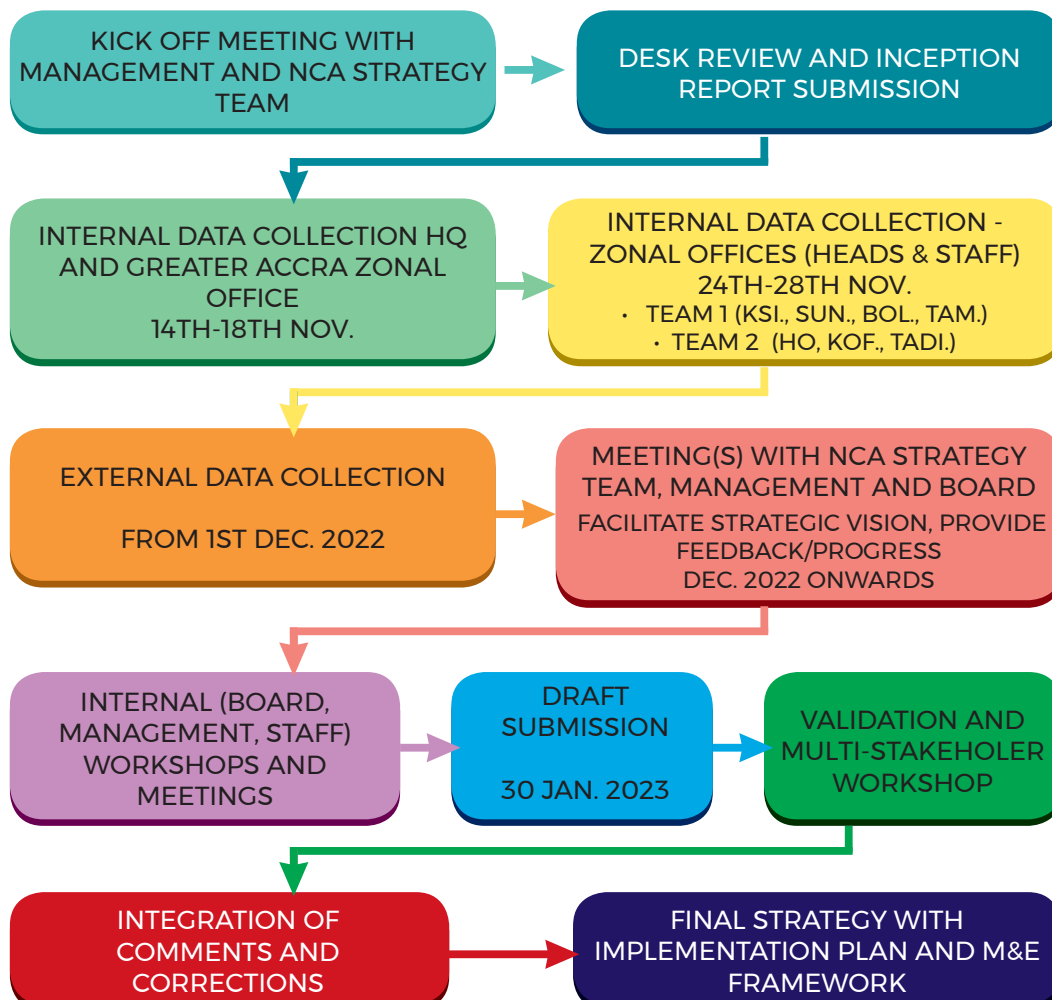 KICK OFF MEETING WITH
MANAGEMENT AND NCA STRATEGY
TEAM
DESK REVIEW AND INCEPTION
REPORT SUBMISSION
INTERNAL DATA COLLECTION HQ
AND GREATER ACCRA ZONAL
OFFICE
14TH-18TH NOV.
INTERNAL DATA COLLECTION -
ZONAL OFFICES (HEADS & STAFF)
24TH-28TH NOV.
• TEAM 1 (KSI., SUN., BOL., TAM.)
• TEAM 2 (HO, KOF., TADI.)
EXTERNAL DATA COLLECTION
FROM 1ST DEC. 2022
MEETING(S) WITH NCA STRATEGY
TEAM, MANAGEMENT AND BOARD
FACILITATE STRATEGIC VISION, PROVIDE
FEEDBACK/PROGRESS
DEC. 2022 ONWARDS
INTERNAL (BOARD,
MANAGEMENT, STAFF)
WORKSHOPS AND
MEETINGS
DRAFT
SUBMISSION
30 JAN. 2023
VALIDATION AND
MULTI-STAKEHOLER
WORKSHOP
INTEGRATION OF
COMMENTS AND
CORRECTIONS
FINAL STRATEGY WITH
IMPLEMENTATION PLAN AND M&E
FRAMEWORK